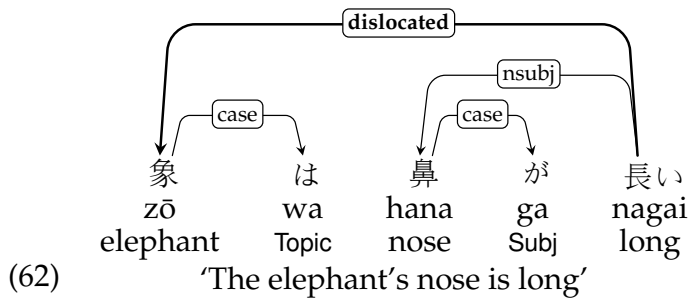 dislocated
nsubj
case case
象 は 鼻 が 長い
zō wa hana ga nagai
elephant Topic nose Subj long
(62) ‘The elephant’s nose is long’